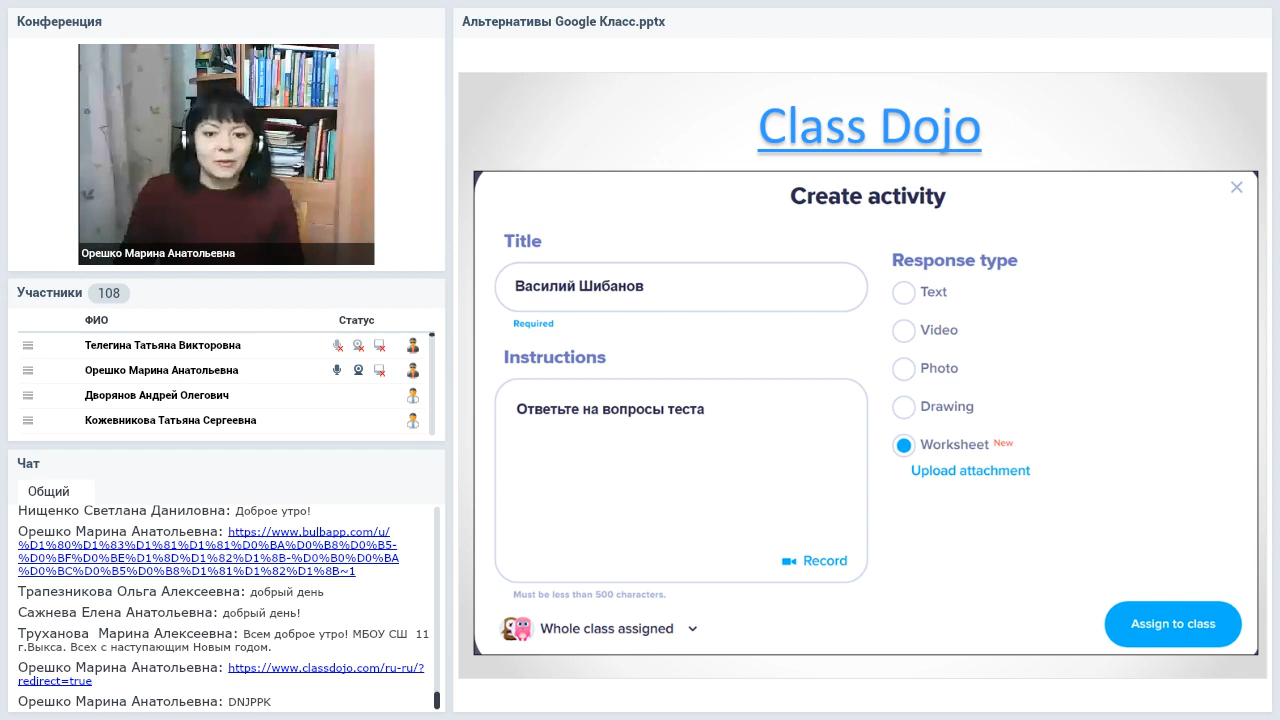 Конференция
Орешко Марина Анатольевна
Участники 108
ФИО Статус
Телегина Татьяна Викторовна
Орешко Марина Анатольевна
Дворянов Андрей Олегович
Кожевникова Татьяна Сергеевна
Чат
Общий
Нищенко Светлана Даниловна: Доброе утро!
Орешко Марина Анатольевна: https://www.bulbapp.com/u/
%D1%80%D1%83%D1%81%D1%81%D0%BA%D0%B8%D0%B5-
%D0%BF%D0%BE%D1%8D%D1%82%D1%8B-%D0%B0%D0%BA
%D0%BC%D0%B5%D0%B8%D1%81%D1%82%D1%8B~1
Трапезникова Ольга Алексеевна: добрый день
Сажнева Елена Анатольевна: добрый день!
Труханова Марина Алексеевна: Всем доброе утро! МБОУ СШ 11
г.Выкса. Всех с наступающим Новым годом.
Орешко Марина Анатольевна: https://www.classdojo.com/ru-ru/?
redirect=true
Орешко Марина Анатольевна: DNJPPK
Альтернативы Google Класс.pptx
Class Dojo
Create activity
Title
Василий Шибанов
Required
Instructions
Ответьте на вопросы теста
Record
Must be less than 500 characters.
Whole class assigned
Response type
Text
Video
Photo
Drawing
Worksheet New
Upload attachment
Assign to class